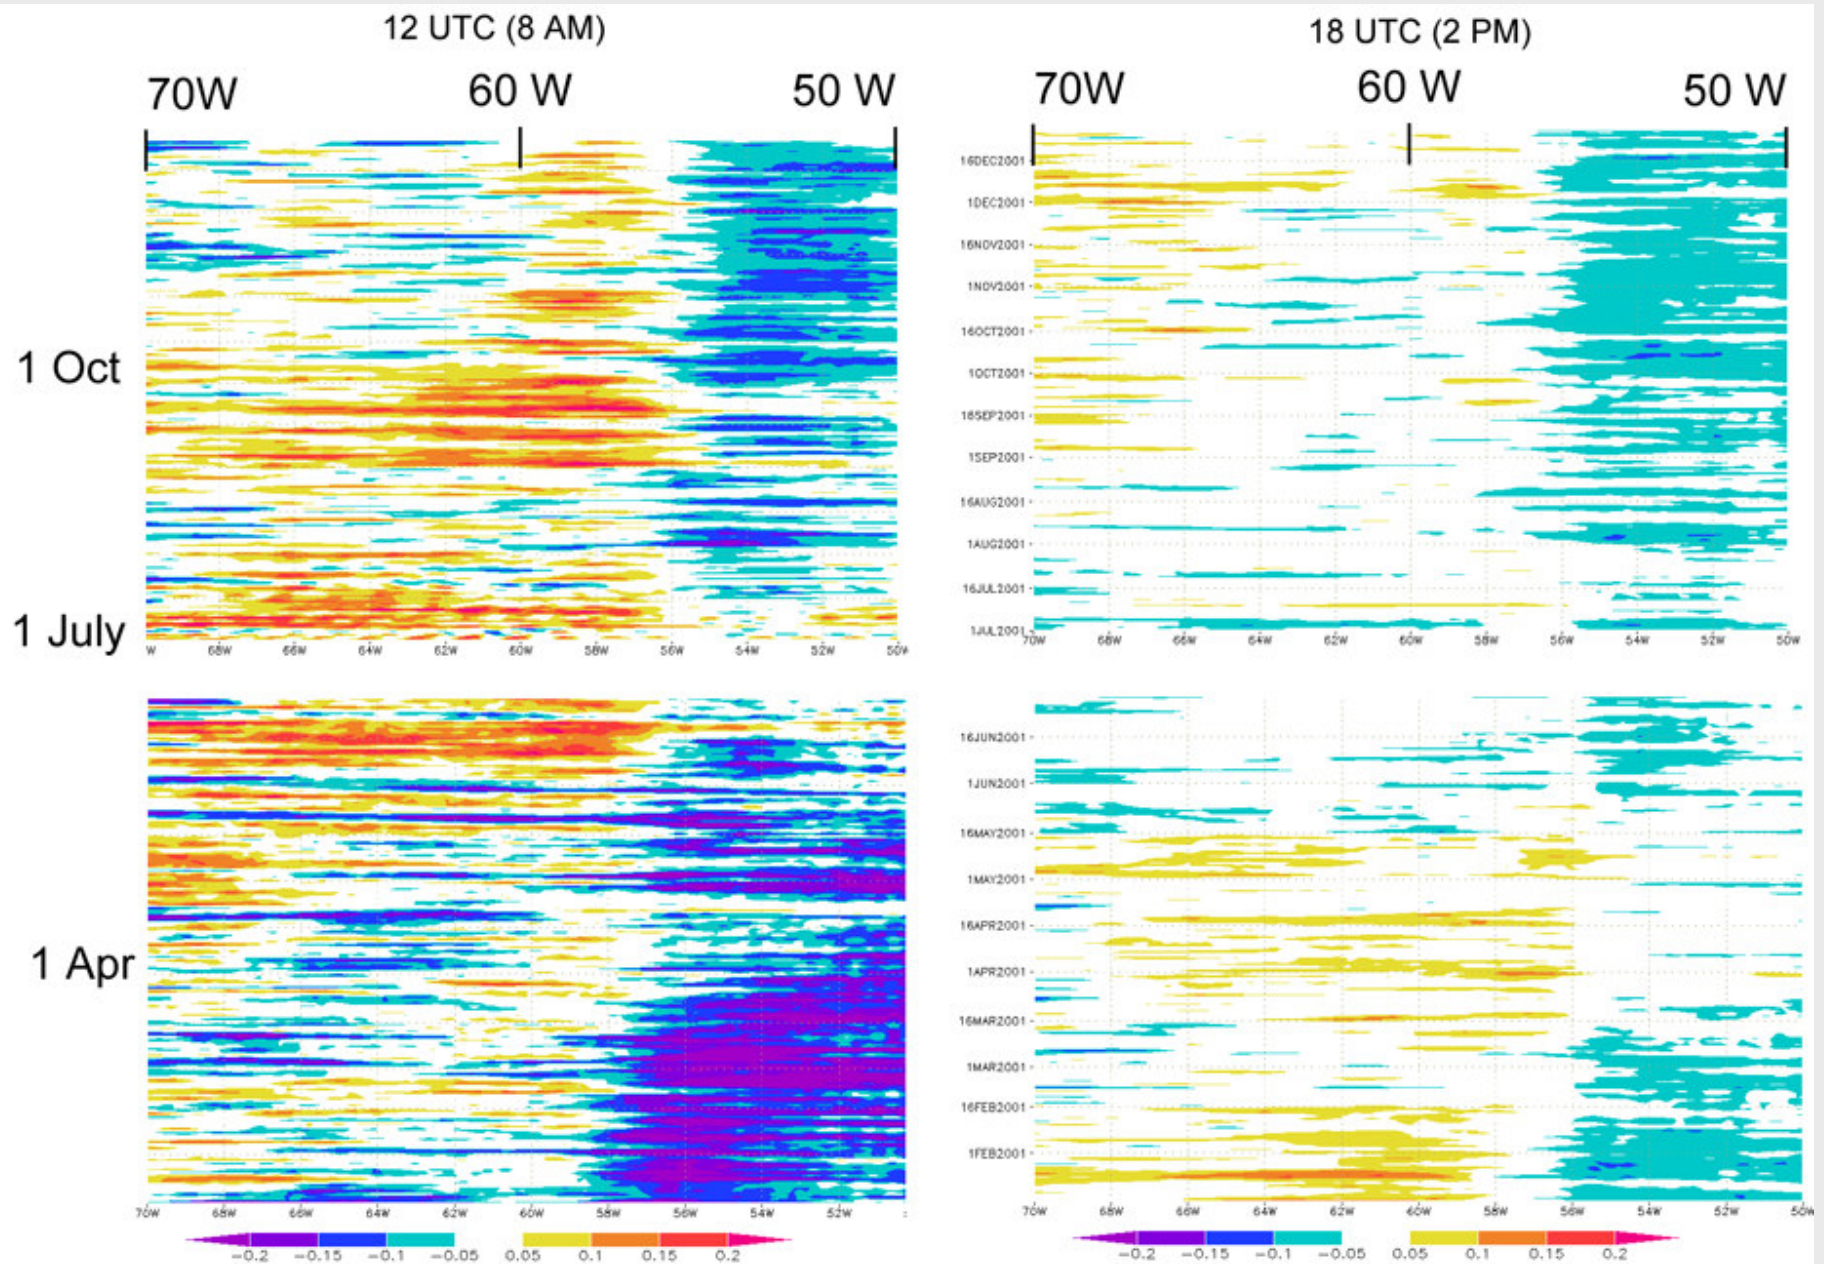 12 UTC (8 AM)
18 UTC (2 PM)
70W 60 W 50 W
70W 60 W 50 W
1 Oct
1 July
1 Apr
16DEC2001
1DEC2001
16NOV2001
1NOV2001
16OCT2001
1OCT2001
16SEP2001
1SEP2001
16AUG2001
1AUG2001
16JUL2001
1JUL2001
W 68W 66W 64W 62W 60W 58W 56W 54W 52W 50W
70W 68W 66W 64W 62W 60W 58W 56W 54W 52W 50W
16JUN2001
1JUN2001
16MAY2001
1MAY2001
16APR2001
1APR2001
16MAR2001
1MAR2001
16FEB2001
1FEB2001
70W 68W 66W 64W 62W 60W 58W 56W 54W 52W
70W 68W 66W 64W 62W 60W 58W 56W 54W 52W 50W
-0.2 -0.15 -0.1 -0.05 0.05 0.1 0.15 0.2
-0.2 -0.15 -0.1 -0.05 0.05 0.1 0.15 0.2